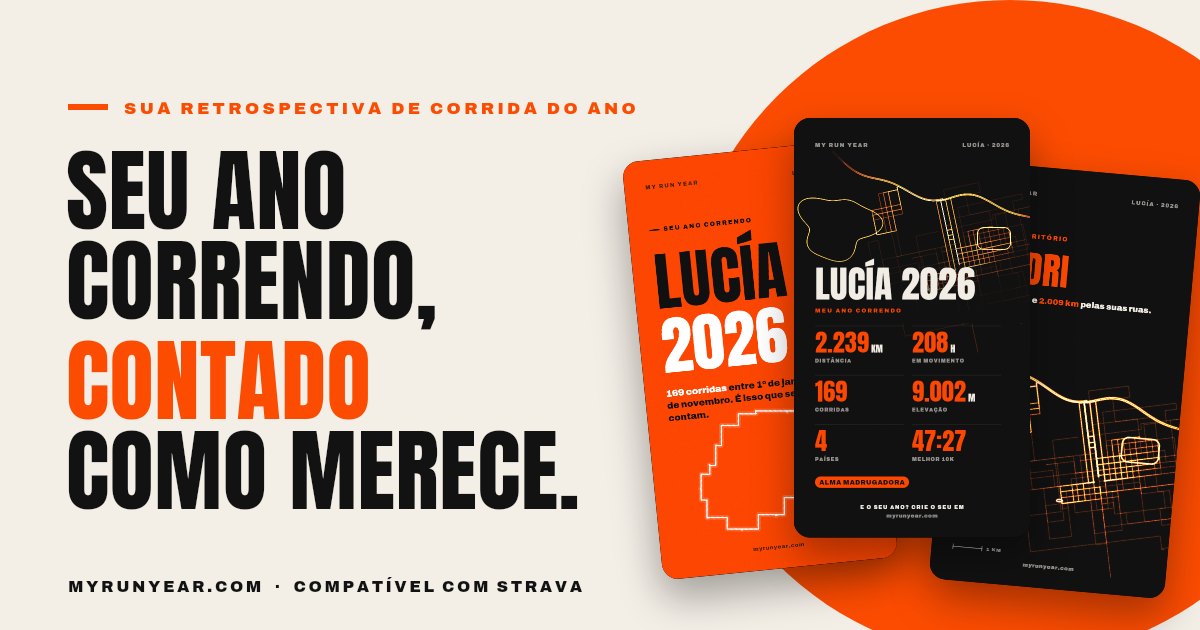 SUA RETROSPECTIVA DE CORRIDA DO ANO
SEU ANO
CORRENDO,
CONTADO
COMO MERECE.
MYRUNYEAR.COM · COMPATÍVEL COM STRAVA
MY RUN YEAR
SEU ANO CORRENDO
LUCÍA
2026
169 corridas entre 1º de
de novembro. É isso que
contam.
myrunyear.com
MY RUN YEAR
LUCÍA · 2026
LUCÍA 2026
MEU ANO CORRENDO
2.239 KM
DISTÂNCIA
208 H
EM MOVIMENTO
169
CORRIDAS
9.002 M
ELEVAÇÃO
4
PAÍSES
47:27
MELHOR 10K
ALMA MADRUGADORA
E O SEU ANO? CRIE O SEU EM
myrunyear.com
LUCÍA · 2026
RITÓRIO
DRI
e 2.009 km pelas suas ruas.
1 KM
myrunyear.com